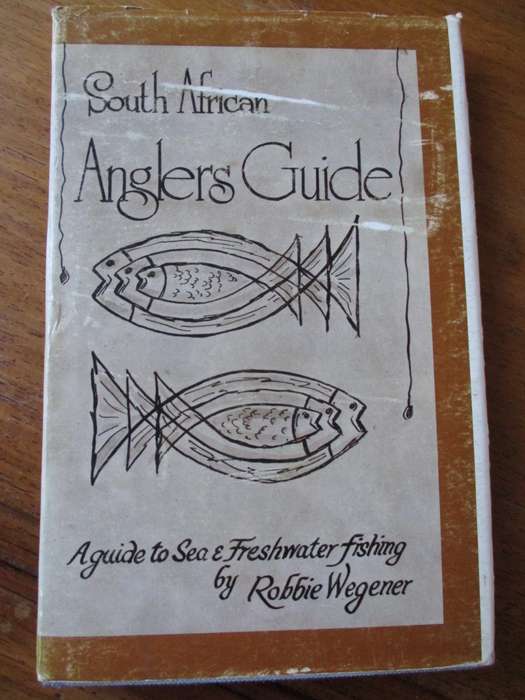 South African
Anglers Guide
A guide to Sea & Freshwater fishing
by Robbie Wegener